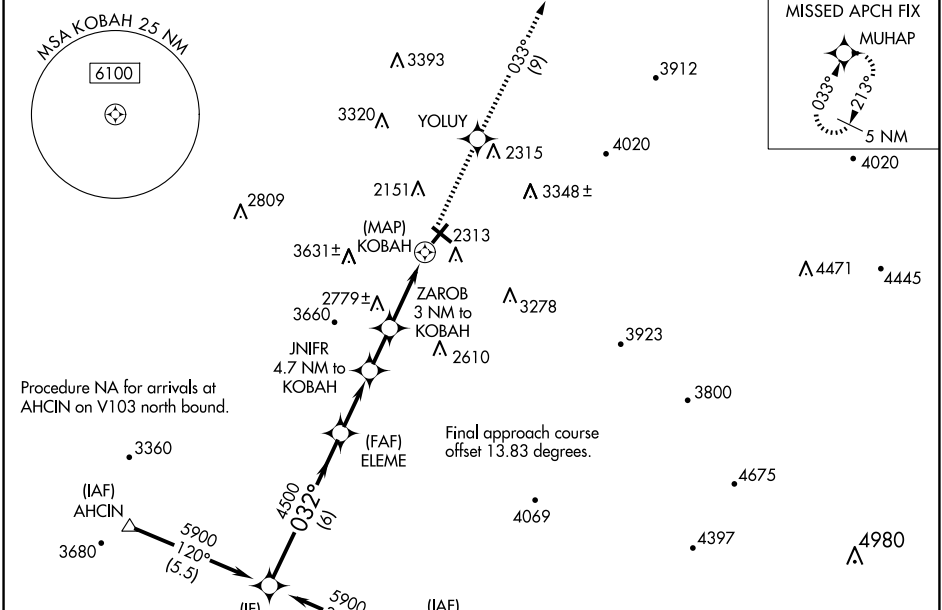 MSA KOBAH 25 NM
6100
MISSED APCH FIX
MUHAP
033°
213°
5 NM
4020
3393
033°
(9)
3912
3320
YOLUY
2315
4020
2151
3348±
2809
(MAP)
KOBAH
2313
3631±
4471
4445
2779±
ZAROB
3 NM to
KOBAH
3278
3660
3923
JNIFR
4.7 NM to
KOBAH
2610
Procedure NA for arrivals at
AHCIN on V103 north bound.
3800
(FAF)
ELEME
Final approach course
offset 13.83 degrees.
3360
4675
(IAF)
AHCIN
4500
032°
(6)
4069
3680
5900
120°
(5.5)
4397
4980
5900
(IAF)
(IF)